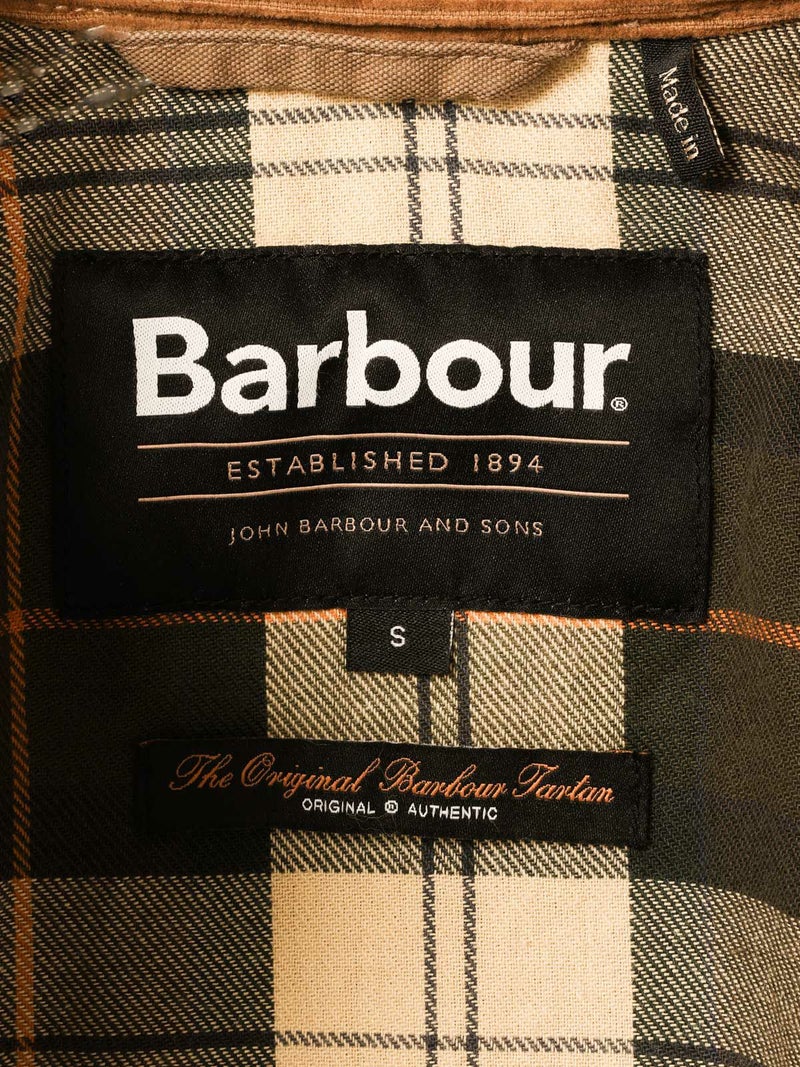 Made in
Barbour®
ESTABLISHED 1894
JOHN BARBOUR AND SONS
S
The Original Barbour Tartan
ORIGINAL ® AUTHENTIC